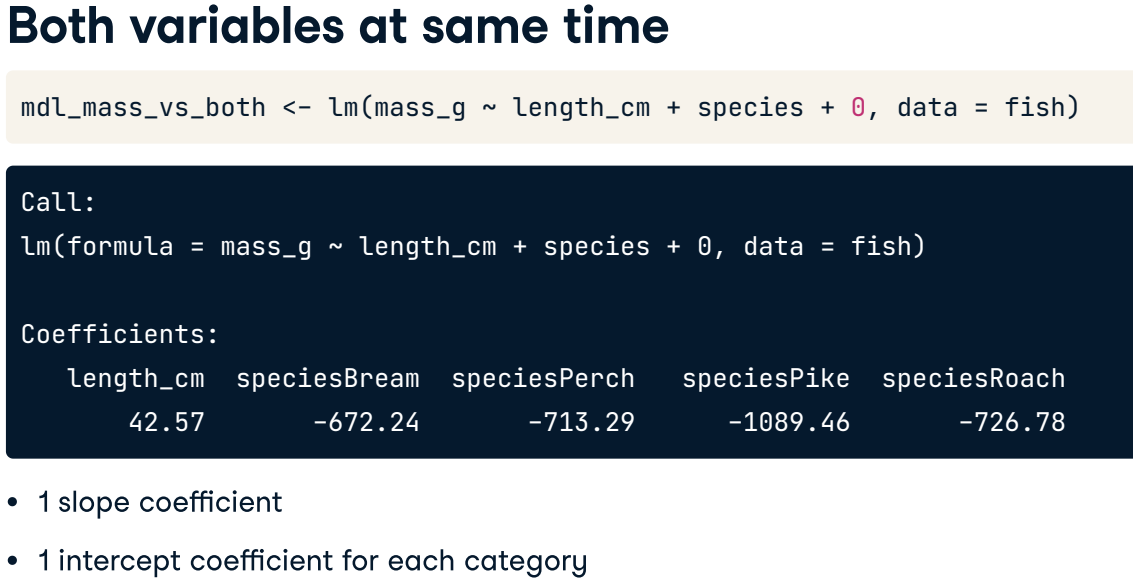 Both variables at same time
mdl_mass_vs_both <- lm(mass_g ~ length_cm + species + 0, data = fish)
Call:
lm(formula = mass_g ~ length_cm + species + 0, data = fish)
Coefficients:
length_cm speciesBream speciesPerch speciesPike speciesRoach
42.57 -672.24 -713.29 -1089.46 -726.78
• 1 slope coefficient
• 1 intercept coefficient for each category